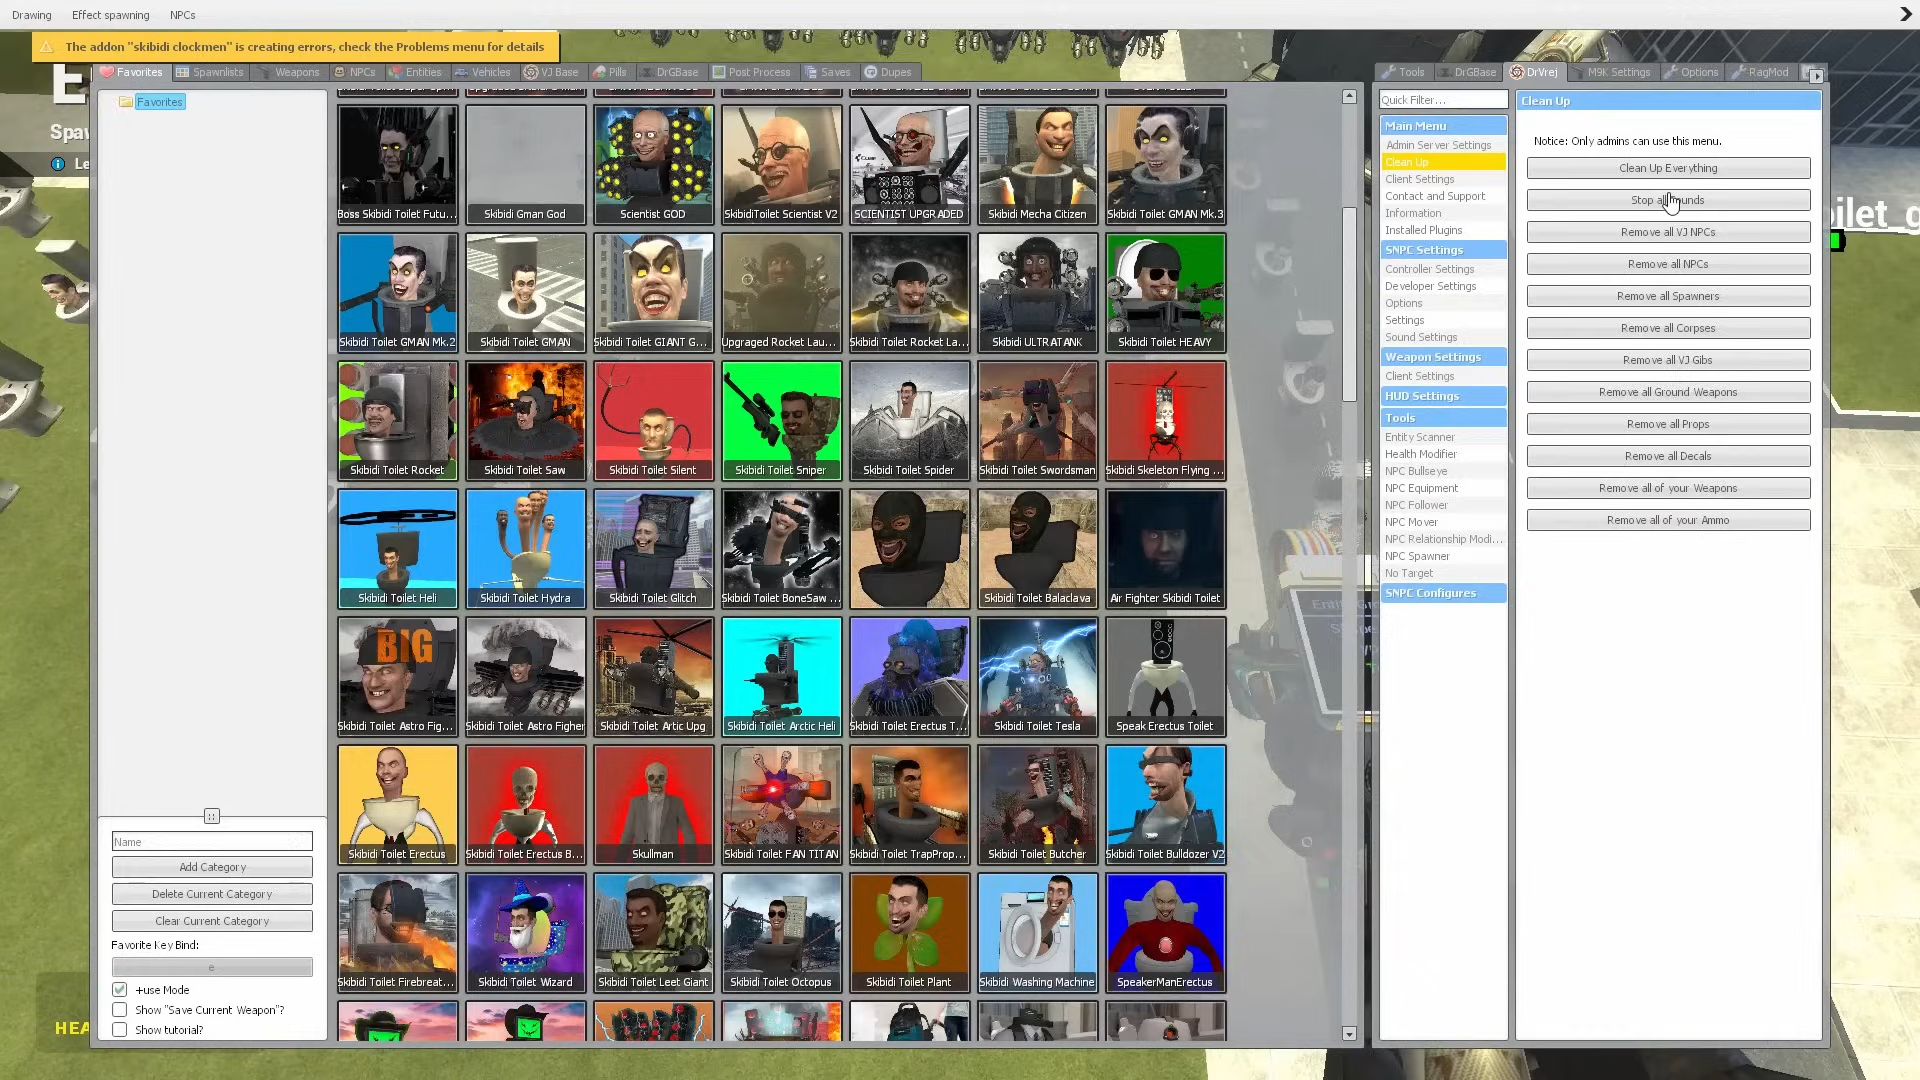 Drawing Effect spawning NPCs
The addon "skibidi clockmen" is creating errors, check the Problems menu for details
Favorites Spawnlists Weapons NPCs Entities Vehicles VJ Base Pills DrGBase Post Process Saves Dupes
Tools DrGBase DrVrej M9K Settings Options RagMod
Favorites
Boss Skibidi Toilet Futu... Skibidi Gman God Scientist GOD SkibidiToilet Scientist V2 SCIENTIST UPGRADED Skibidi Mecha Citizen Skibidi Toilet GMAN Mk.3
Skibidi Toilet GMAN Mk.2 Skibidi Toilet GMAN Skibidi Toilet GIANT G... Upgraded Rocket Lau... Skibidi Toilet Rocket La... Skibidi ULTRATANK Skibidi Toilet HEAVY
Skibidi Toilet Rocket Skibidi Toilet Saw Skibidi Toilet Silent Skibidi Toilet Sniper Skibidi Toilet Spider Skibidi Toilet Swordsman Skibidi Skeleton Flying ...
Skibidi Toilet Heli Skibidi Toilet Hydra Skibidi Toilet Glitch Skibidi Toilet BoneSaw ... Skibidi Toilet Balaclava Air Fighter Skibidi Toilet
BIG
Skibidi Toilet Astro Fig... Skibidi Toilet Astro Figher Skibidi Toilet Artic Upg Skibidi Toilet Arctic Heli Skibidi Toilet Erectus T... Skibidi Toilet Tesla Speak Erectus Toilet
Skibidi Toilet Erectus Skibidi Toilet Erectus B... Skullman Skibidi Toilet FAN TITAN Skibidi Toilet TrapProp... Skibidi Toilet Butcher Skibidi Toilet Bulldozer V2
Skibidi Toilet Firebreat... Skibidi Toilet Wizard Skibidi Toilet Leet Giant Skibidi Toilet Octopus Skibidi Toilet Plant Skibidi Washing Machine SpeakerManErectus
Name
Add Category
Delete Current Category
Clear Current Category
Favorite Key Bind:
e
+use Mode
Show "Save Current Weapon"?
Show tutorial?
HEA
Quick Filter...
Main Menu
Admin Server Settings
Clean Up
Client Settings
Contact and Support
Information
Installed Plugins
SNPC Settings
Controller Settings
Developer Settings
Options
Settings
Sound Settings
Weapon Settings
Client Settings
HUD Settings
Tools
Entity Scanner
Health Modifier
NPC Bullseye
NPC Equipment
NPC Follower
NPC Mover
NPC Relationship Modi...
NPC Spawner
No Target
SNPC Configures
Clean Up
Notice: Only admins can use this menu.
Clean Up Everything
Stop all Sounds
Remove all VJ NPCs
Remove all NPCs
Remove all Spawners
Remove all Corpses
Remove all VJ Gibs
Remove all Ground Weapons
Remove all Props
Remove all Decals
Remove all of your Weapons
Remove all of your Ammo